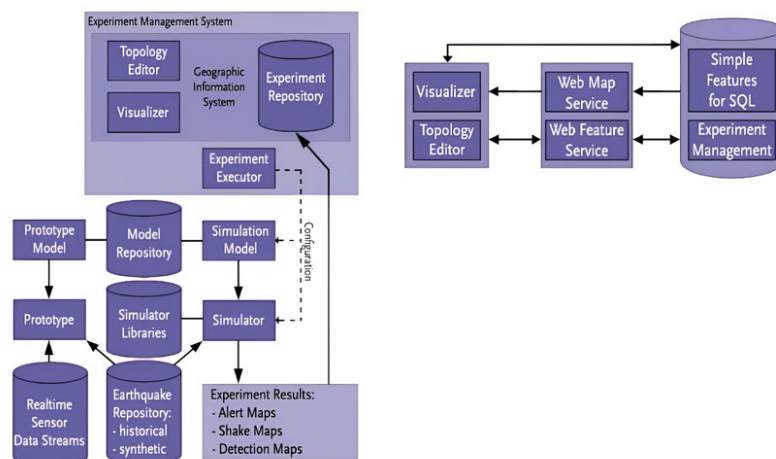 Experiment Management System
Topology
Editor
Geographic
Information
System
Experiment
Repository
Visualizer
Experiment
Executor
Configuration
Prototype
Model
Model
Repository
Simulation
Model
Prototype
Simulator
Libraries
Simulator
Realtime
Sensor
Data Streams
Earthquake
Repository:
- historical
- synthetic
Experiment Results:
- Alert Maps
- Shake Maps
- Detection Maps
Visualizer
Web Map
Service
Simple
Features
for SQL
Topology
Editor
Web Feature
Service
Experiment
Management